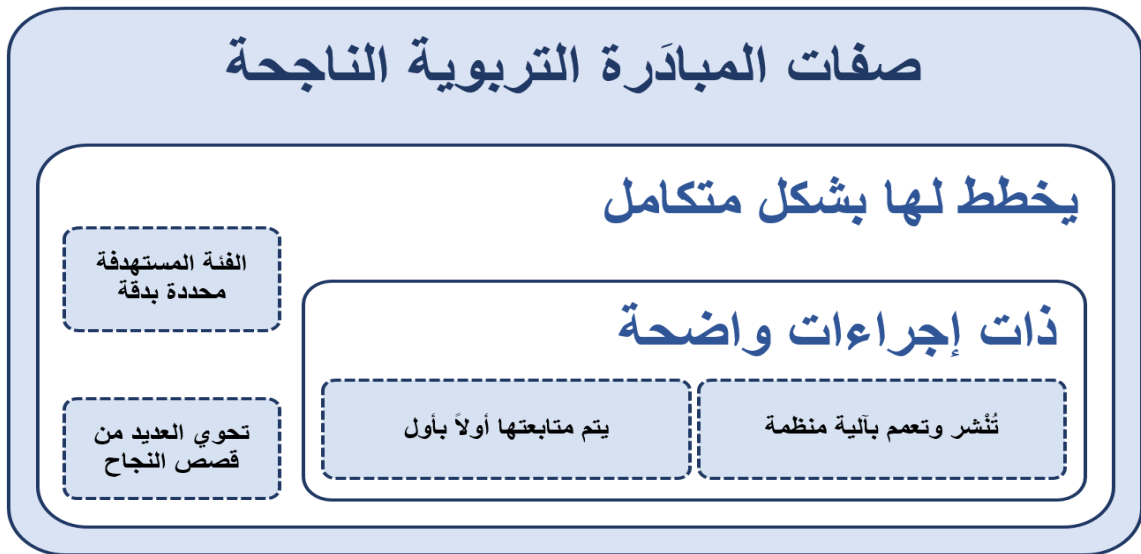 صفات المبادَرة التربوية الناجحة
يخطط لها بشكل متكامل
الفئة المستهدفة
محددة بدقة
ذات إجراءات واضحة
تُنْشر وتعمم بآلية منظمة
يتم متابعتها أولاً بأول
تحوي العديد من
قصص النجاح